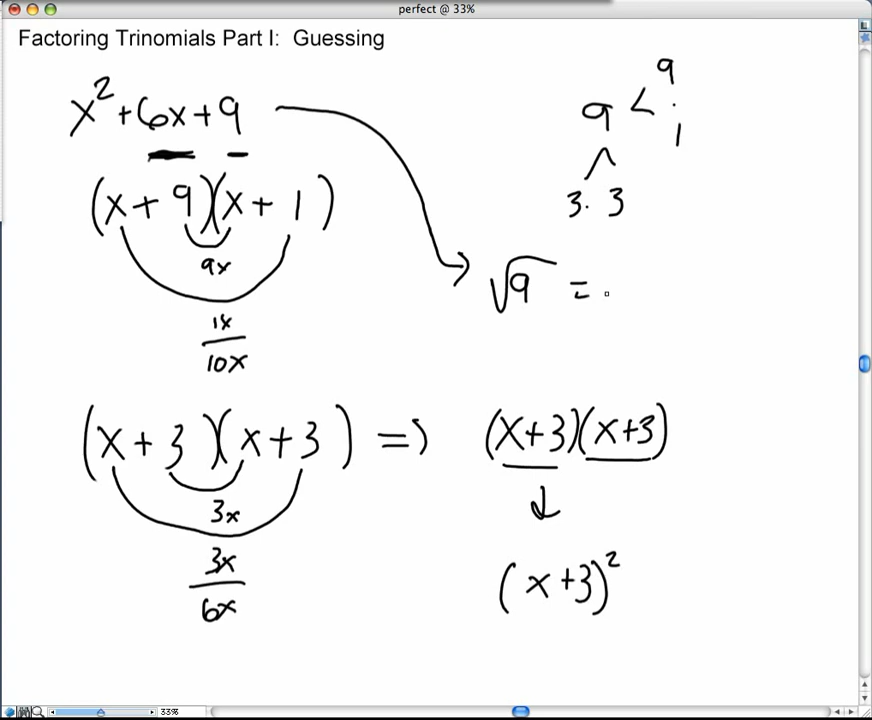 perfect @ 33%
Factoring Trinomials Part I: Guessing
x² + 6x + 9
(x + 9)(x + 1)
9x
1x
10x
9 < 9 · 1
3 · 3
√9 = 
(x + 3)(x + 3) => (x+3)(x+3)
3x
3x
6x
↓
(x+3)²
33%